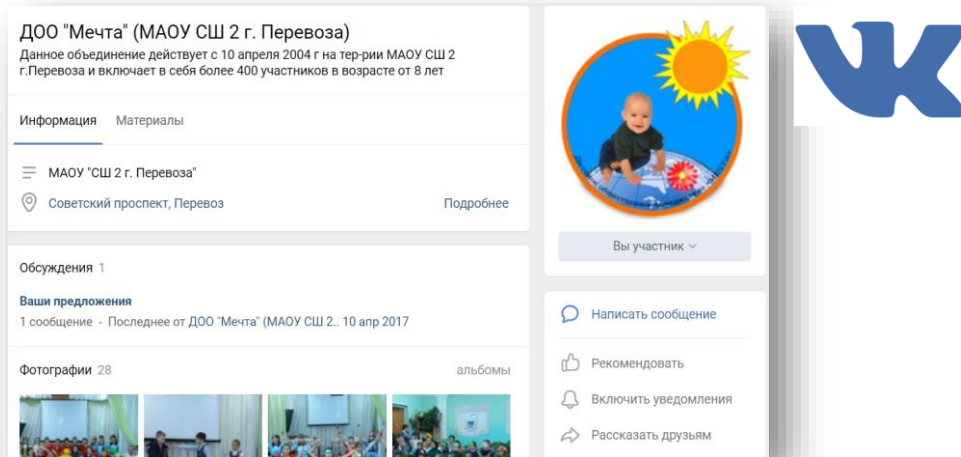 ДОО "Мечта" (МАОУ СШ 2 г. Перевоза)
Данное объединение действует с 10 апреля 2004 г на тер-рии МАОУ СШ 2
г.Перевоза и включает в себя более 400 участников в возрасте от 8 лет
Информация Материалы
МАОУ "СШ 2 г. Перевоза"
Советский проспект, Перевоз Подробнее
Обсуждения 1
Ваши предложения
1 сообщение - Последнее от ДОО "Мечта" (МАОУ СШ 2.. 10 апр 2017
Фотографии 28 альбомы
Вы участник
Написать сообщение
Рекомендовать
Включить уведомления
Рассказать друзьям